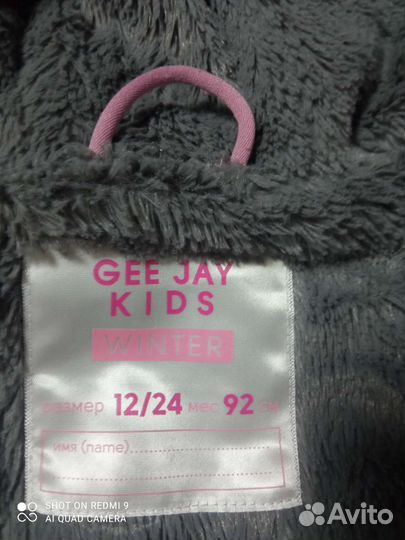 GEE JAY
KIDS
WINTER
размер 12/24 мес 92 см
имя (name)
SHOT ON REDMI 9
AI QUAD CAMERA
Avito